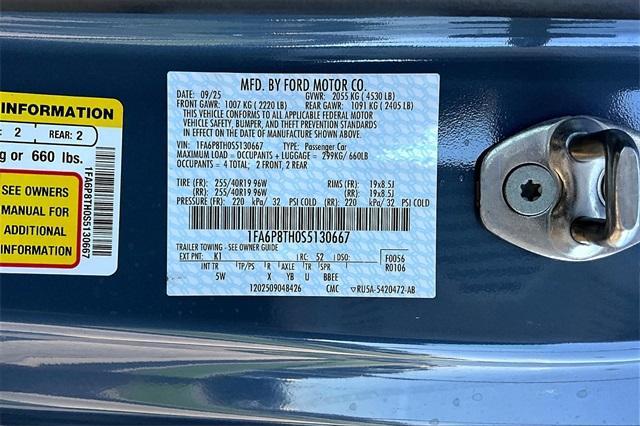 INFORMATION
: 2 REAR: 2
g or 660 lbs.
SEE OWNERS
MANUAL FOR
ADDITIONAL
INFORMATION
1FA6P8TH0S5130667
MFD. BY FORD MOTOR CO.
DATE: 09/25 GVWR: 2055 KG ( 4530 LB)
FRONT GAWR: 1007 KG ( 2220 LB) REAR GAWR: 1091 KG ( 2405 LB)
THIS VEHICLE CONFORMS TO ALL APPLICABLE FEDERAL MOTOR
VEHICLE SAFETY, BUMPER, AND THEFT PREVENTION STANDARDS
IN EFFECT ON THE DATE OF MANUFACTURE SHOWN ABOVE.
VIN: 1FA6P8TH0S5130667 TYPE: Passenger Car
MAXIMUM LOAD = OCCUPANTS + LUGGAGE = 299KG/ 660LB
OCCUPANTS = 4 TOTAL; 2 FRONT, 2 REAR
TIRE (FR): 255/40R19 96W RIMS (FR): 19x8.5J
TIRE (RR): 255/40R19 96W RIMS (RR): 19x8.5J
PRESSURE (FR): 220 kPa/ 32 PSI COLD (RR): 220 kPa/ 32 PSI COLD
1FA6P8TH0S5130667
TRAILER TOWING - SEE OWNER GUIDE
EXT PNT: K1 RC: 52 DSO: F0056
INT TR TP/PS R AXLE TR SPR R0106
5W X YB U BBEE
1202509048426 CMC ▽RU5A-5420472-AB